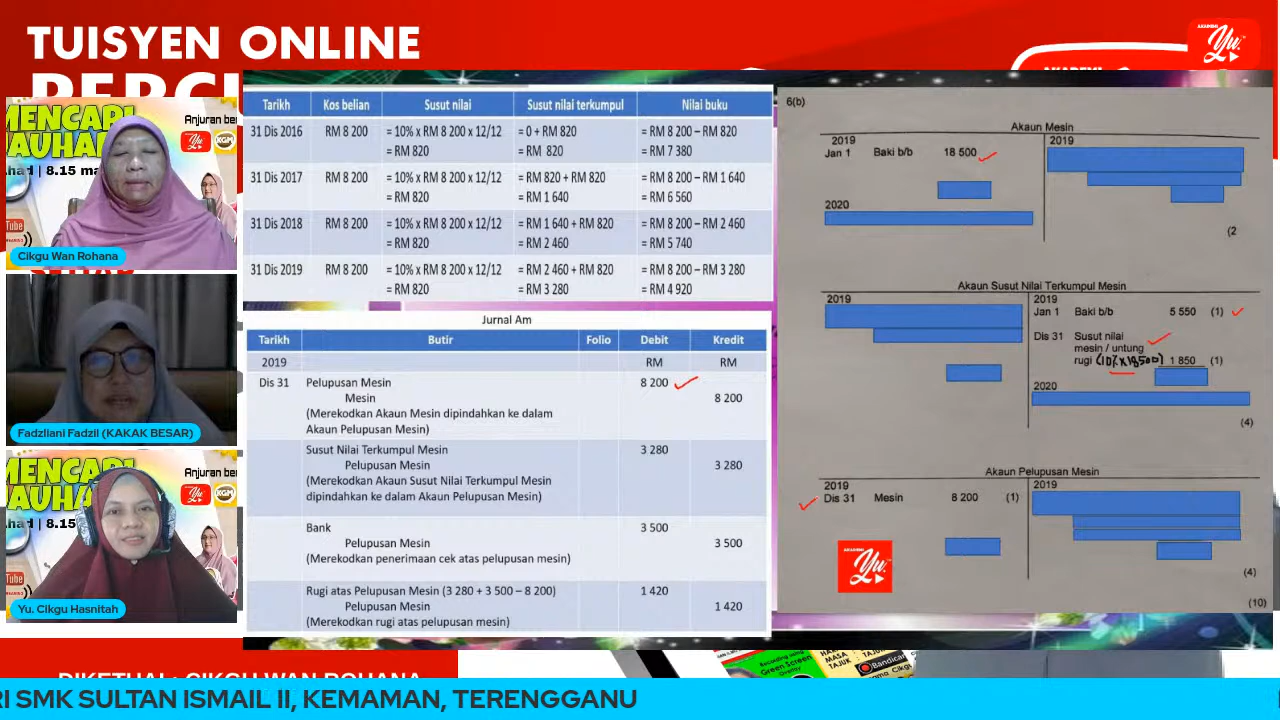 TUISYEN ONLINE
MENCARI
Anjuran ber
Cikgu Wan Rohana
Fadzliani Fadzil (KAKAK BESAR)
MENCARI
Anjuran ber
Yu. Cikgu Hasnitah
Tarikh Kos belian Susut nilai Susut nilai terkumpul Nilai buku
31 Dis 2016 RM 8 200 = 10% x RM 8 200 x 12/12 = 0 + RM 820 = RM 8 200 – RM 820
= RM 820 = RM 820 = RM 7 380
31 Dis 2017 RM 8 200 = 10% x RM 8 200 x 12/12 = RM 820 + RM 820 = RM 8 200 – RM 1 640
= RM 820 = RM 1 640 = RM 6 560
31 Dis 2018 RM 8 200 = 10% x RM 8 200 x 12/12 = RM 1 640 + RM 820 = RM 8 200 – RM 2 460
= RM 820 = RM 2 460 = RM 5 740
31 Dis 2019 RM 8 200 = 10% x RM 8 200 x 12/12 = RM 2 460 + RM 820 = RM 8 200 – RM 3 280
= RM 820 = RM 3 280 = RM 4 920
Jurnal Am
Tarikh Butir Folio Debit Kredit
2019 RM RM
Dis 31 Pelupusan Mesin 8 200
Mesin 8 200
(Merekodkan Akaun Mesin dipindahkan ke dalam
Akaun Pelupusan Mesin)
Susut Nilai Terkumpul Mesin 3 280
Pelupusan Mesin 3 280
(Merekodkan Akaun Susut Nilai Terkumpul Mesin
dipindahkan ke dalam Akaun Pelupusan Mesin)
Bank 3 500
Pelupusan Mesin 3 500
(Merekodkan penerimaan cek atas pelupusan mesin)
Rugi atas Pelupusan Mesin (3 280 + 3 500 – 8 200) 1 420
Pelupusan Mesin 1 420
(Merekodkan rugi atas pelupusan mesin)
6(b)
Akaun Mesin
2019 2019
Jan 1 Baki b/b 18 500
2020
(2
Akaun Susut Nilai Terkumpul Mesin
2019 2019
Jan 1 Baki b/b 5 550 (1)
Dis 31 Susut nilai
mesin / untung
rugi (10% x 18500) 1 850 (1)
2020
(4)
Akaun Pelupusan Mesin
2019 2019
Dis 31 Mesin 8 200 (1)
AKADEMI
Yu.
(4)
(10)
AKADEMI
Yu.
RI SMK SULTAN ISMAIL II, KEMAMAN, TERENGGANU